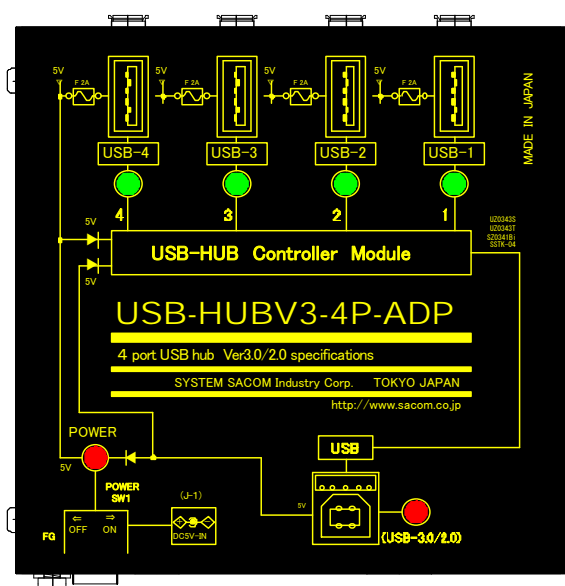 5V F 2A 5V F 2A 5V F 2A 5V F 2A
MADE IN JAPAN
USB-4 USB-3 USB-2 USB-1
4 3 2 1
UZ0343S
UZ0343T
SZ0341Bi
SSTK-04
5V
USB-HUB Controller Module
5V
USB-HUBV3-4P-ADP
4 port USB hub Ver3.0/2.0 specifications
SYSTEM SACOM Industry Corp. TOKYO JAPAN
http://www.sacom.co.jp
POWER
USB
5V
POWER
SW1
(J-1)
5V
⇐ ⇒
OFF ON
FG
DC5V-IN
(USB-3.0/2.0)